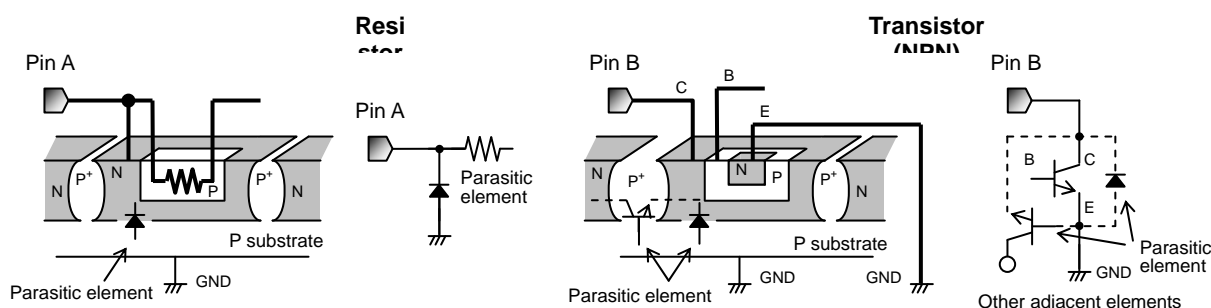 Resi
stor
Pin A
Pin A
N
P⁺
N
P
P⁺
N
Parasitic
element
P substrate
GND
Parasitic element
Transistor
(NPN)
Pin B
C
B
E
N
P⁺
N
N
P
P⁺
N
P substrate
GND
GND
Parasitic element
Pin B
B
C
E
Parasitic
element
GND
Other adjacent elements